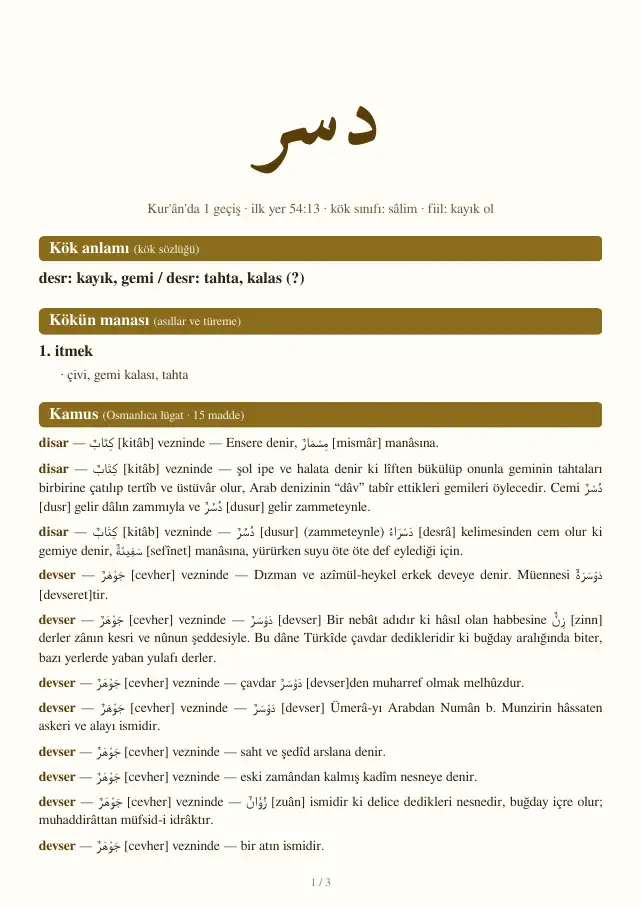 دسر
Kur'ân'da 1 geçiş · ilk yer 54:13 · kök sınıfı: sâlim · fiil: kayık ol
Kök anlamı (kök sözlüğü)
desr: kayık, gemi / desr: tahta, kalas (?)
Kökün manası (asıllar ve türeme)
1. itmek
· çivi, gemi kalası, tahta
Kamus (Osmanlıca lügat · 15 madde)
disar — كِتَابٌ [kitâb] vezninde — Ensere denir, مِسْمَارٌ [mismâr] manâsına.
disar — كِتَابٌ [kitâb] vezninde — şol ipe ve halata denir ki lîften bükülüp onunla geminin tahtaları
birbirine çatılıp tertîb ve üstüvâr olur, Arab denizinin “dâv” tabîr ettikleri gemileri öylecedir. Cemi دُسْرٌ
[dusr] gelir dâlın zammıyla ve دُسُرٌ [dusur] gelir zammeteynle.
disar — كِتَابٌ [kitâb] vezninde — دُسُرٌ [dusur] (zammeteynle) دَسْرَاءُ [desrâ] kelimesinden cem olur ki
gemiye denir, سَفِينَةٌ [sefînet] manâsına, yürürken suyu öte öte def eylediği için.
devser — جَوْهَرٌ [cevher] vezninde — Dızman ve azîmül-heykel erkek deveye denir. Müennesi دَوْسَرَةٌ
[devseret]tir.
devser — جَوْهَرٌ [cevher] vezninde — دَوْسَرٌ [devser] Bir nebât adıdır ki hâsıl olan habbesine زِنٌّ [zinn]
derler zânın kesri ve nûnun şeddesiyle. Bu dâne Türkîde çavdar dedikleridir ki buğday aralığında biter,
bazı yerlerde yaban yulafı derler.
devser — جَوْهَرٌ [cevher] vezninde — çavdar دَوْسَرٌ [devser]den muharref olmak melhûzdur.
devser — جَوْهَرٌ [cevher] vezninde — دَوْسَرٌ [devser] Ümerâ-yı Arabdan Numân b. Munzirin hâssaten
askeri ve alayı ismidir.
devser — جَوْهَرٌ [cevher] vezninde — saht ve şedîd arslana denir.
devser — جَوْهَرٌ [cevher] vezninde — eski zamândan kalmış kadîm nesneye denir.
devser — جَوْهَرٌ [cevher] vezninde — زُؤَانٌ [zuân] ismidir ki delice dedikleri nesnedir, buğday içre olur;
muhaddirâttan müfsid-i idrâktır.
devser — جَوْهَرٌ [cevher] vezninde — bir atın ismidir.
1 / 3